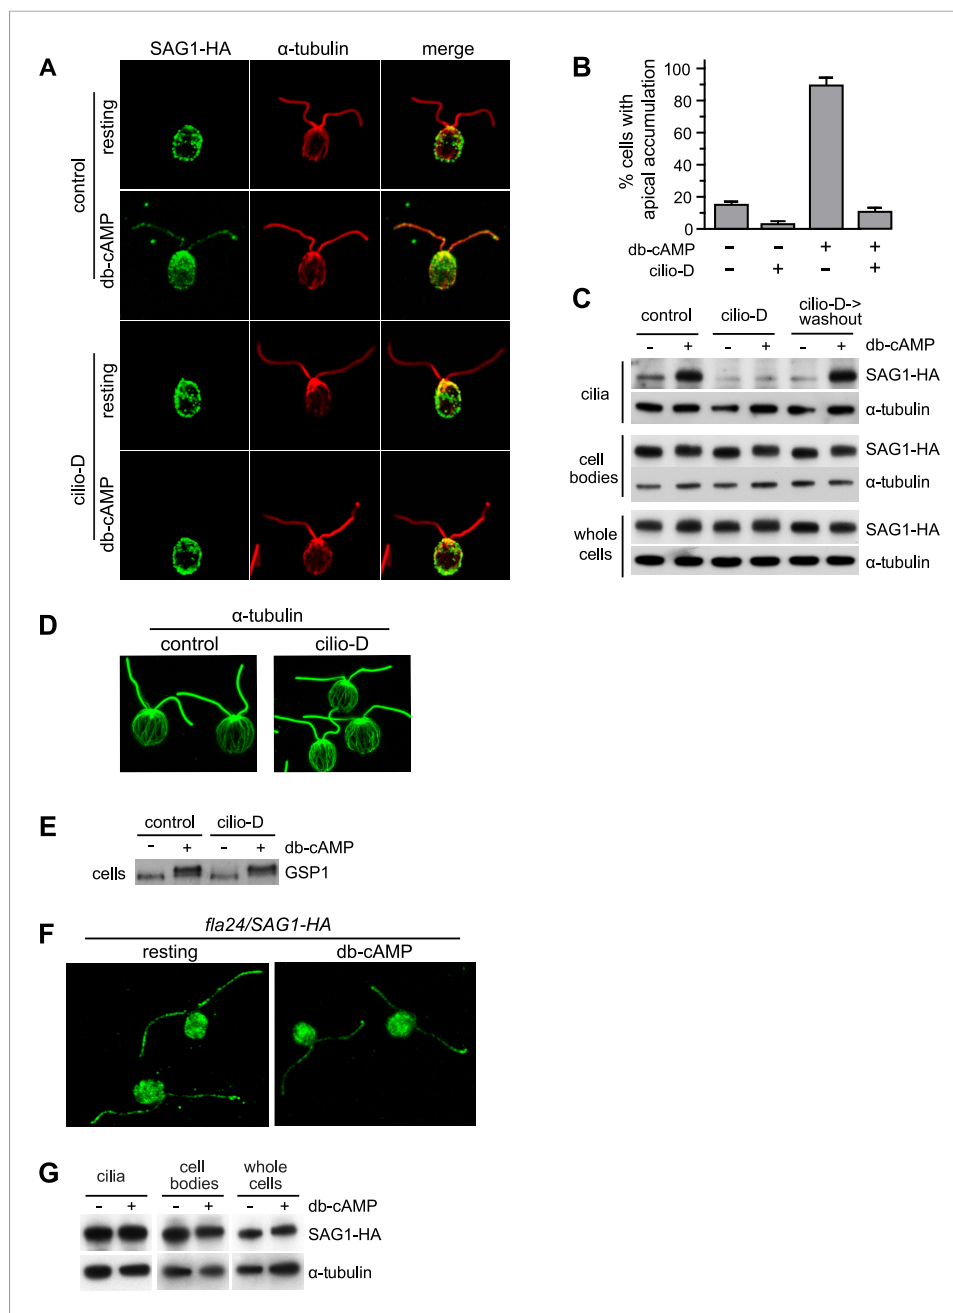 A
SAG1-HA α-tubulin merge
control
resting
db-cAMP
cilio-D
resting
db-cAMP
B
% cells with
apical accumulation
100
80
60
40
20
0
db-cAMP - - + +
cilio-D - + - +
C
control cilio-D cilio-D->
washout
- + - + - + db-cAMP
cilia
SAG1-HA
α-tubulin
cell
bodies
SAG1-HA
α-tubulin
whole
cells
SAG1-HA
α-tubulin
D
α-tubulin
control cilio-D
E
control cilio-D
- + - + db-cAMP
cells GSP1
F
fla24/SAG1-HA
resting db-cAMP
G
cilia cell
bodies whole
cells
- + - + - + db-cAMP
SAG1-HA
α-tubulin